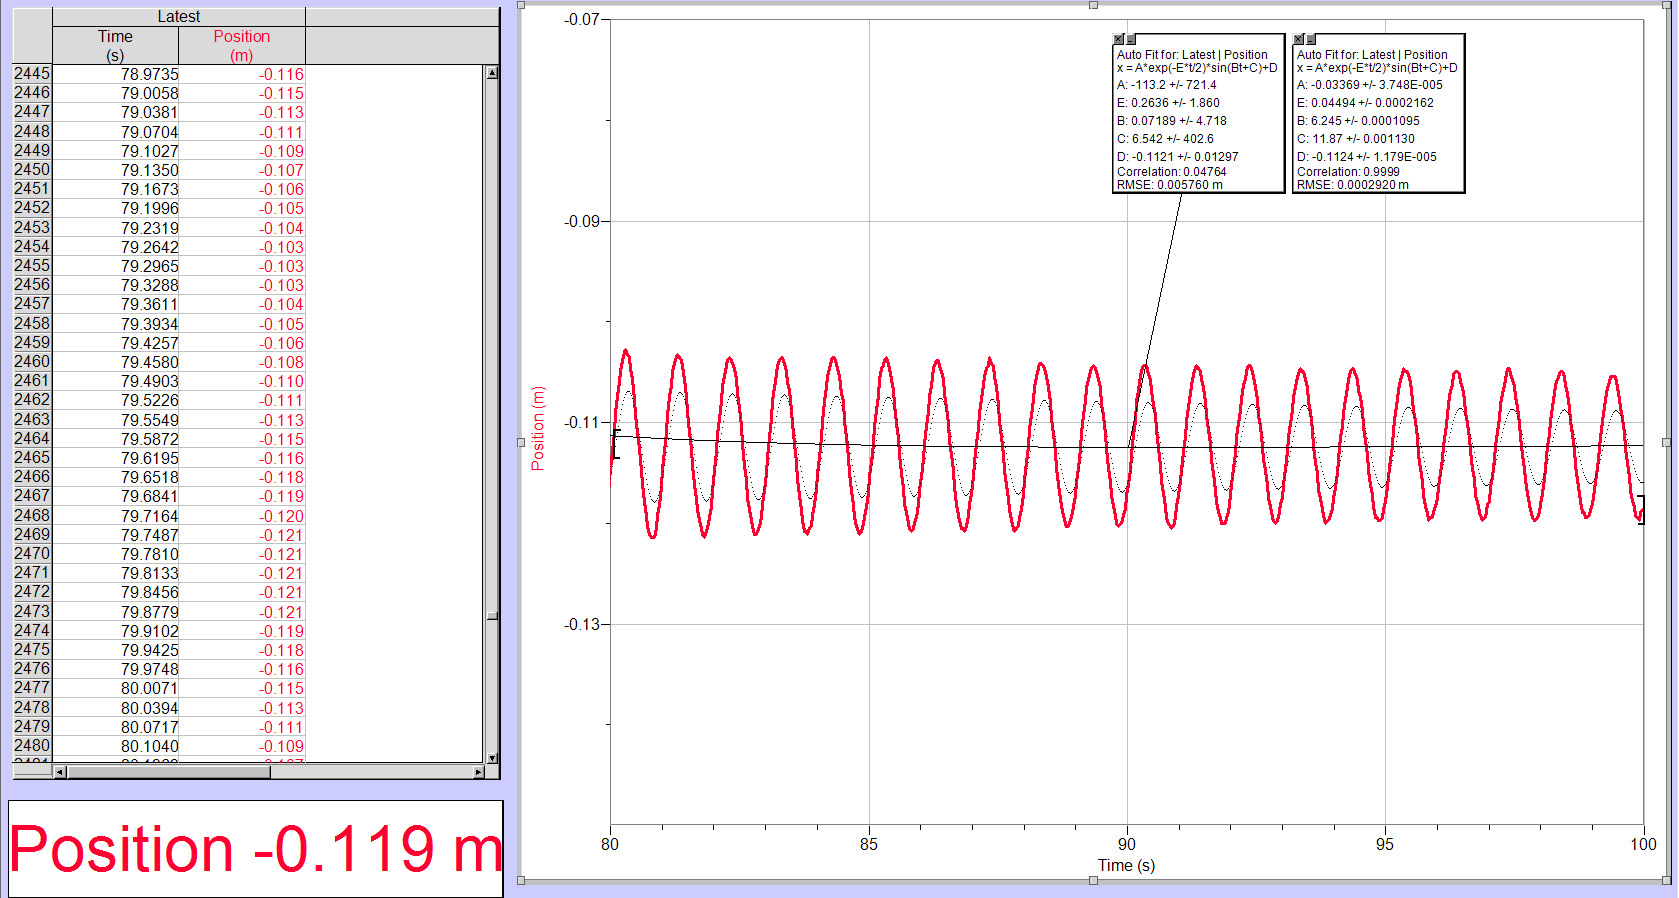 Latest
Time Position
(s) (m)
2445 78.9735 -0.116
2446 79.0058 -0.115
2447 79.0381 -0.113
2448 79.0704 -0.111
2449 79.1027 -0.109
2450 79.1350 -0.107
2451 79.1673 -0.106
2452 79.1996 -0.105
2453 79.2319 -0.104
2454 79.2642 -0.103
2455 79.2965 -0.103
2456 79.3288 -0.103
2457 79.3611 -0.104
2458 79.3934 -0.105
2459 79.4257 -0.106
2460 79.4580 -0.108
2461 79.4903 -0.110
2462 79.5226 -0.111
2463 79.5549 -0.113
2464 79.5872 -0.115
2465 79.6195 -0.116
2466 79.6518 -0.118
2467 79.6841 -0.119
2468 79.7164 -0.120
2469 79.7487 -0.121
2470 79.7810 -0.121
2471 79.8133 -0.121
2472 79.8456 -0.121
2473 79.8779 -0.121
2474 79.9102 -0.119
2475 79.9425 -0.118
2476 79.9748 -0.116
2477 80.0071 -0.115
2478 80.0394 -0.113
2479 80.0717 -0.111
2480 80.1040 -0.109
Position -0.119 m
-0.07
-0.09
-0.11
-0.13
Position (m)
Auto Fit for: Latest | Position
x = A*exp(-E*t/2)*sin(Bt+C)+D
A: -113.2 +/- 721.4
E: 0.2636 +/- 1.860
B: 0.07189 +/- 4.718
C: 6.542 +/- 402.6
D: -0.1121 +/- 0.01297
Correlation: 0.04764
RMSE: 0.005760 m
Auto Fit for: Latest | Position
x = A*exp(-E*t/2)*sin(Bt+C)+D
A: -0.03369 +/- 3.748E-005
E: 0.04494 +/- 0.0002162
B: 6.245 +/- 0.0001095
C: 11.87 +/- 0.001130
D: -0.1124 +/- 1.179E-005
Correlation: 0.9999
RMSE: 0.0002920 m
80 85 90 95 100
Time (s)